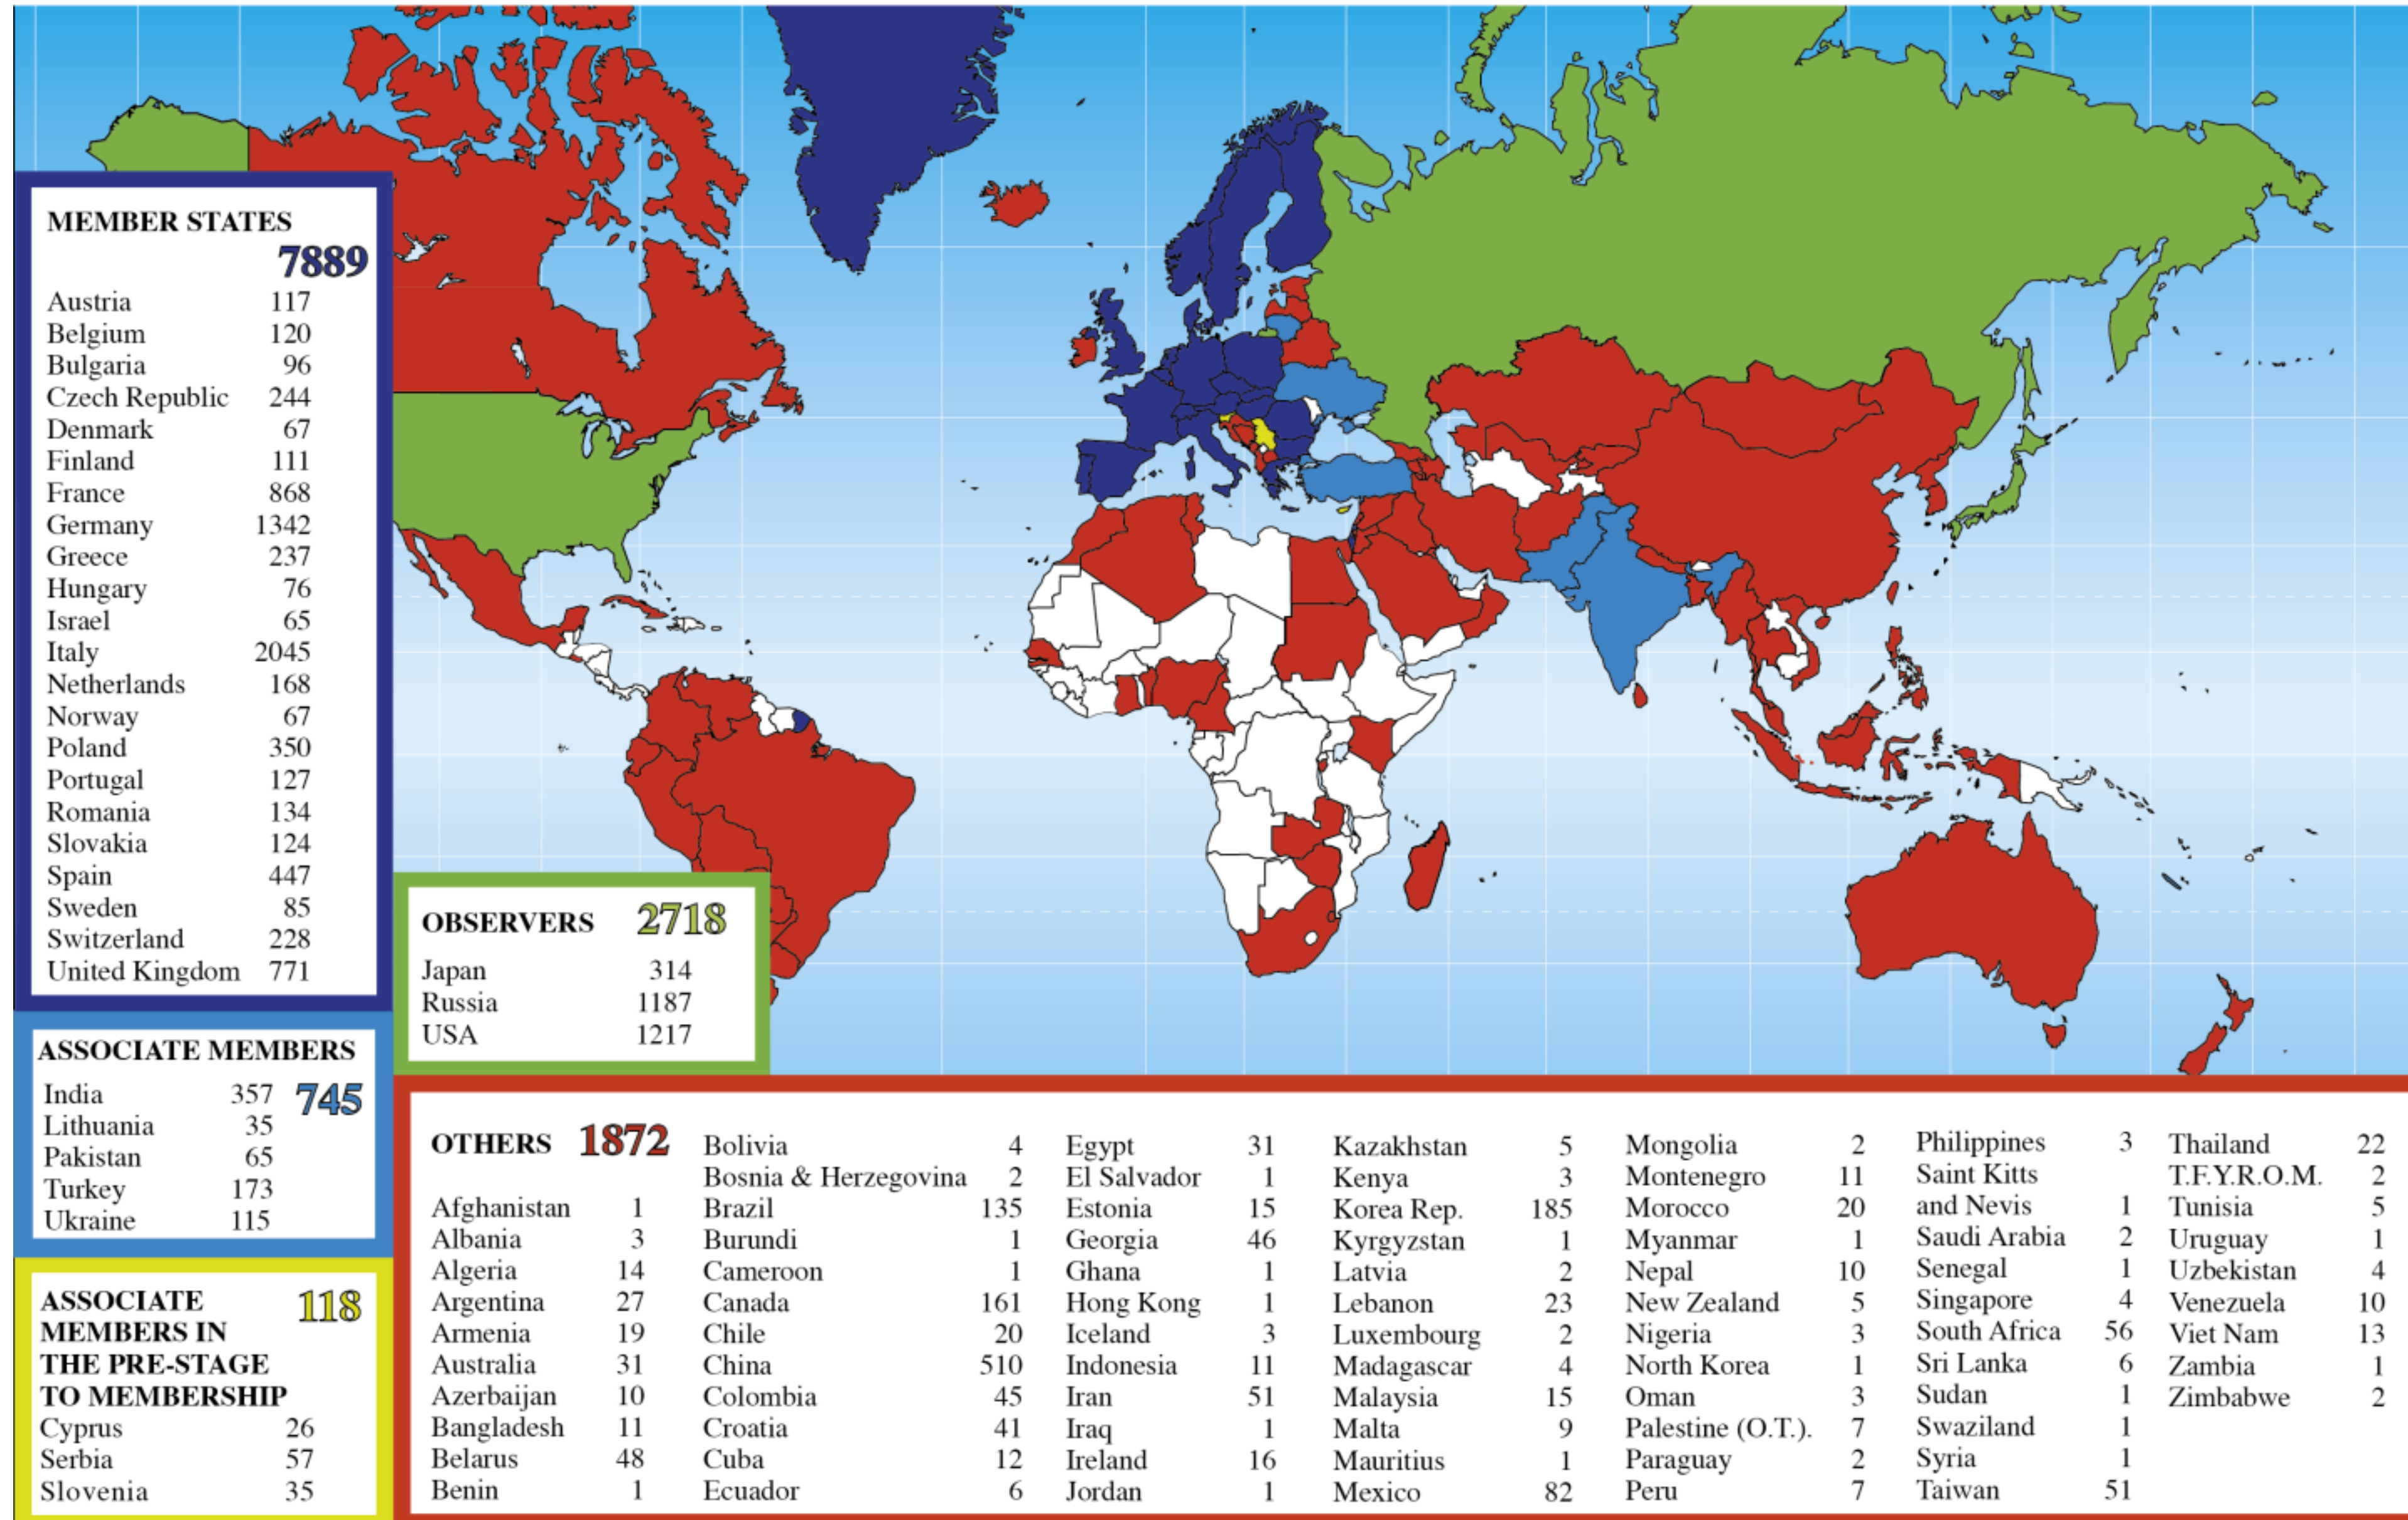 MEMBER STATES
7889
Austria 117
Belgium 120
Bulgaria 96
Czech Republic 244
Denmark 67
Finland 111
France 868
Germany 1342
Greece 237
Hungary 76
Israel 65
Italy 2045
Netherlands 168
Norway 67
Poland 350
Portugal 127
Romania 134
Slovakia 124
Spain 447
Sweden 85
Switzerland 228
United Kingdom 771
ASSOCIATE MEMBERS
745
India 357
Lithuania 35
Pakistan 65
Turkey 173
Ukraine 115
ASSOCIATE 118
MEMBERS IN
THE PRE-STAGE
TO MEMBERSHIP
Cyprus 26
Serbia 57
Slovenia 35
OBSERVERS 2718
Japan 314
Russia 1187
USA 1217
OTHERS 1872
Afghanistan 1
Albania 3
Algeria 14
Argentina 27
Armenia 19
Australia 31
Azerbaijan 10
Bangladesh 11
Belarus 48
Benin 1
Bolivia 4
Bosnia & Herzegovina 2
Brazil 135
Burundi 1
Cameroon 1
Canada 161
Chile 20
China 510
Colombia 45
Croatia 41
Cuba 12
Ecuador 6
Egypt 31
El Salvador 1
Estonia 15
Georgia 46
Ghana 1
Hong Kong 1
Iceland 3
Indonesia 11
Iran 51
Iraq 1
Ireland 16
Jordan 1
Kazakhstan 5
Kenya 3
Korea Rep. 185
Kyrgyzstan 1
Latvia 2
Lebanon 23
Luxembourg 2
Madagascar 4
Malaysia 15
Malta 9
Mauritius 1
Mexico 82
Mongolia 2
Montenegro 11
Morocco 20
Myanmar 1
Nepal 10
New Zealand 5
Nigeria 3
North Korea 1
Oman 3
Palestine (O.T.). 7
Paraguay 2
Peru 7
Philippines 3
Saint Kitts
and Nevis 1
Saudi Arabia 2
Senegal 1
Singapore 4
South Africa 56
Sri Lanka 6
Sudan 1
Swaziland 1
Syria 1
Taiwan 51
Thailand 22
T.F.Y.R.O.M. 2
Tunisia 5
Uruguay 1
Uzbekistan 4
Venezuela 10
Viet Nam 13
Zambia 1
Zimbabwe 2